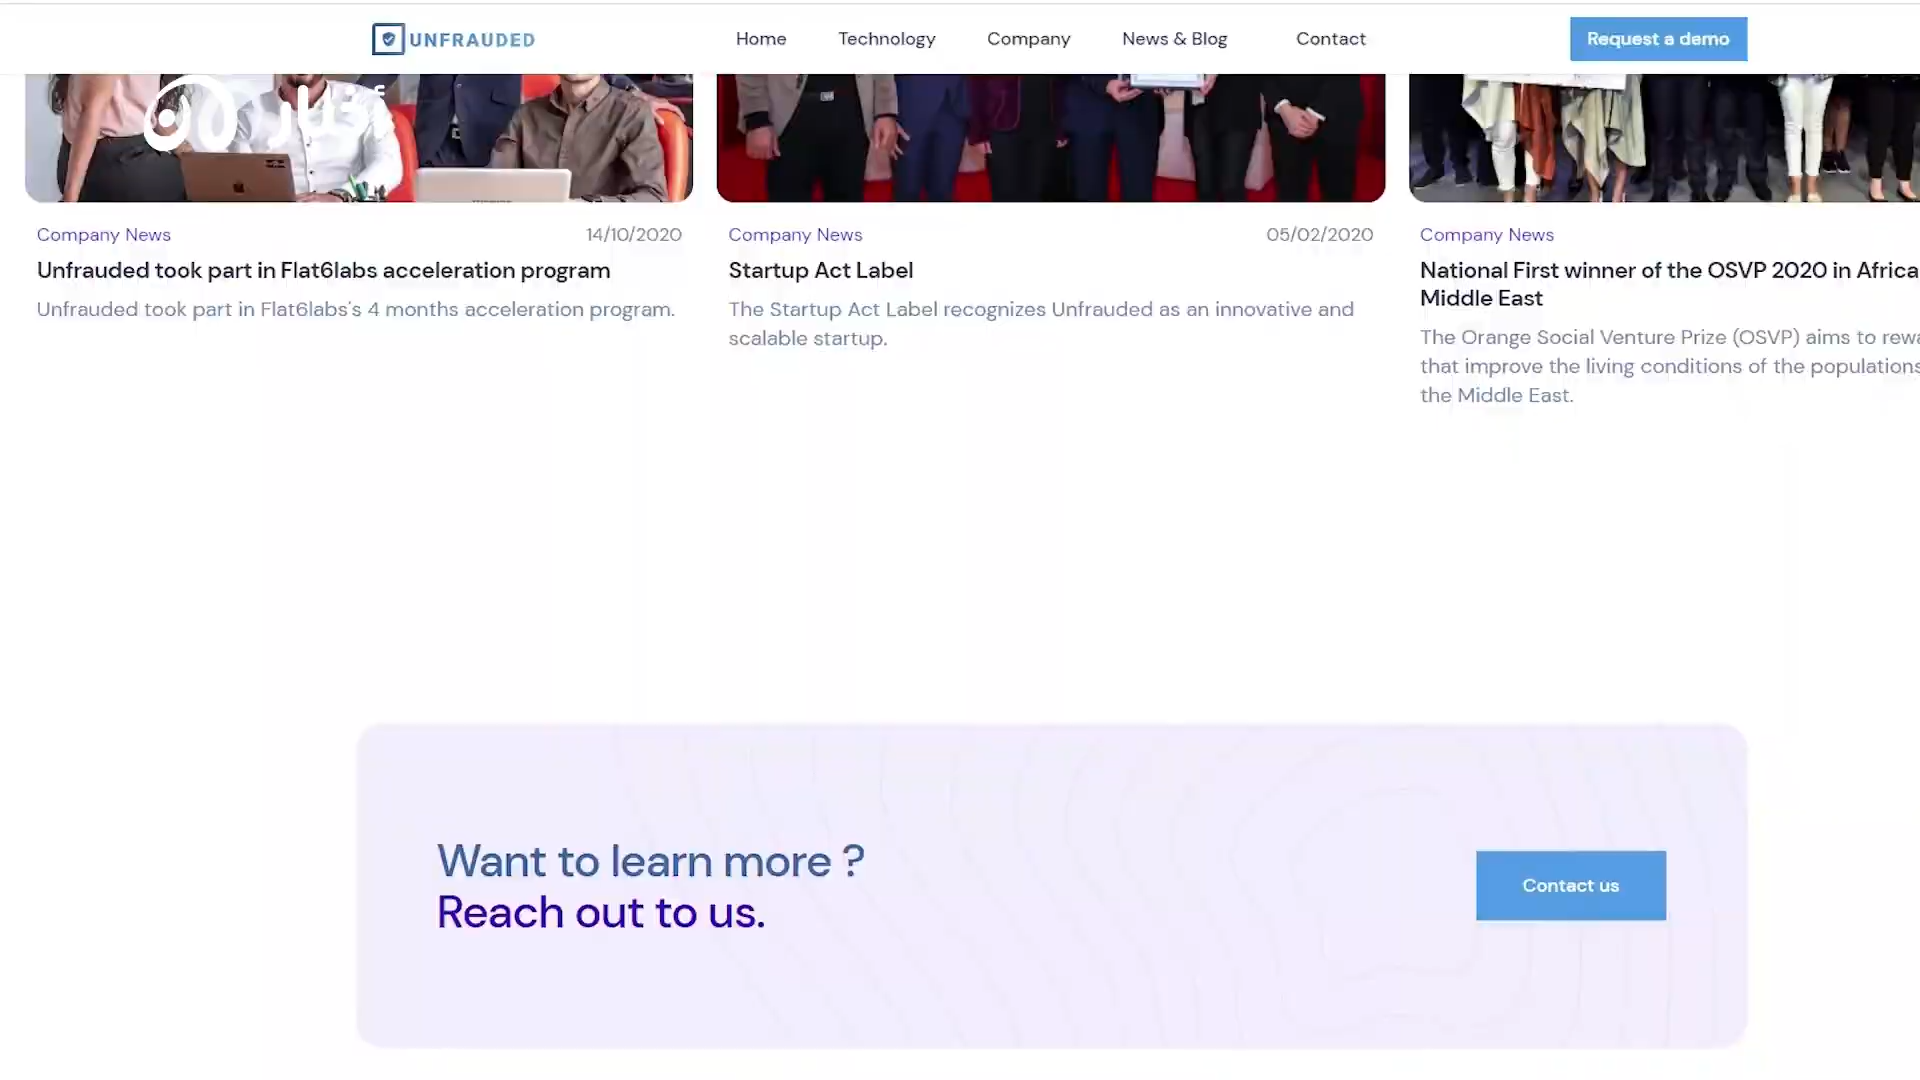 UNFRAUDED
Home
Technology
Company
News & Blog
Contact
Request a demo
أخبار
Company News
14/10/2020
Unfrauded took part in Flat6labs acceleration program
Unfrauded took part in Flat6labs's 4 months acceleration program.
Company News
05/02/2020
Startup Act Label
The Startup Act Label recognizes Unfrauded as an innovative and
scalable startup.
Company News
National First winner of the OSVP 2020 in Africa
Middle East
The Orange Social Venture Prize (OSVP) aims to
that improve the living conditions of the populations
the Middle East.
Want to learn more ?
Reach out to us.
Contact us